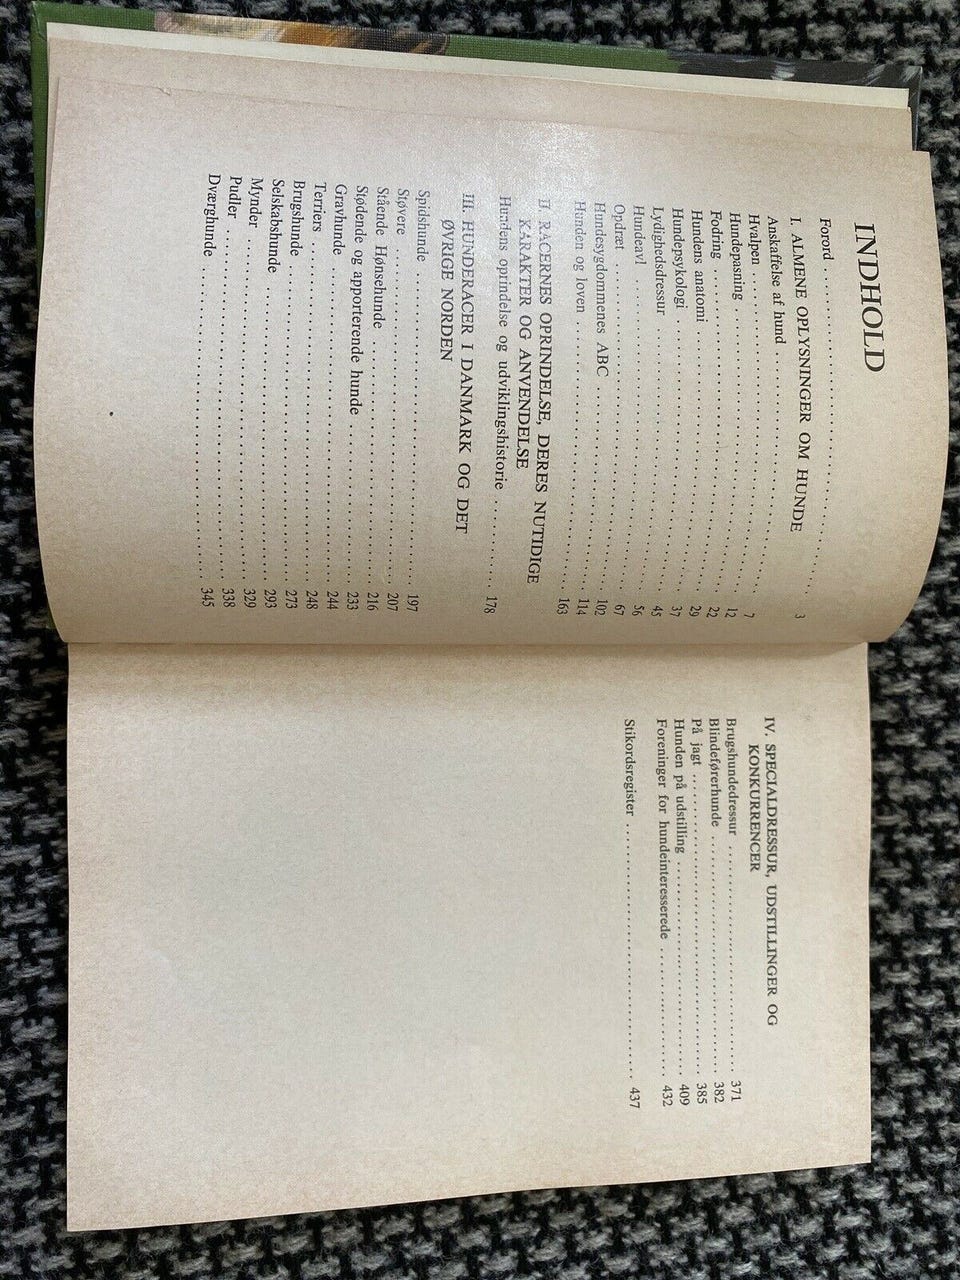 INDHOLD
Forord . . . . . . . . . . 3
I. ALMENE OPLYSNINGER OM HUNDE
Anskaffelse af hund . . . . . . . . . . 7
Hvalpen . . . . . . . . . . 12
Hundepasning . . . . . . . . . . 22
Fodring . . . . . . . . . . 29
Hundens anatomi . . . . . . . . . . 37
Hundepsykologi . . . . . . . . . . 45
Lydighedsdressur . . . . . . . . . . 56
Hundeavl . . . . . . . . . . 67
Opdræt . . . . . . . . . . 102
Hundesygdommenes ABC . . . . . . . . . . 114
Hunden og loven . . . . . . . . . . 163
II. RACERNES OPRINDELSE, DERES NUTIDIGE
KARAKTER OG ANVENDELSE
Hundens oprindelse og udviklingshistorie . . . . . . . . . . 178
III. HUNDERACER I DANMARK OG DET
ØVRIGE NORDEN
Spidshunde . . . . . . . . . . 197
Støvere . . . . . . . . . . 207
Stående Hønsehunde . . . . . . . . . . 216
Stødende og apporterende hunde . . . . . . . . . . 233
Gravhunde . . . . . . . . . . 244
Terriers . . . . . . . . . . 248
Brugshunde . . . . . . . . . . 273
Selskabshunde . . . . . . . . . . 293
Mynder . . . . . . . . . . 329
Pudler . . . . . . . . . . 338
Dværghunde . . . . . . . . . . 345
IV. SPECIALDRESSUR, UDSTILLINGER OG
KONKURRENCER
Brugshundedressur . . . . . . . . . . 371
Blindeførerhunde . . . . . . . . . . 382
På jagt . . . . . . . . . . 385
Hunden på udstilling . . . . . . . . . . 409
Foreninger for hundeinteresserede . . . . . . . . . . 432
Stikordsregister . . . . . . . . . . 437